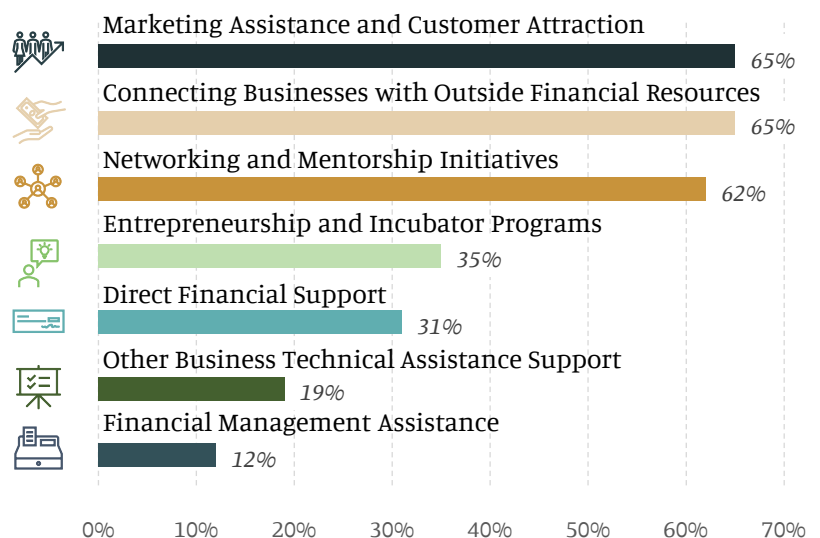 Marketing Assistance and Customer Attraction
65%
Connecting Businesses with Outside Financial Resources
65%
Networking and Mentorship Initiatives
62%
Entrepreneurship and Incubator Programs
35%
Direct Financial Support
31%
Other Business Technical Assistance Support
19%
Financial Management Assistance
12%
0% 10% 20% 30% 40% 50% 60% 70%